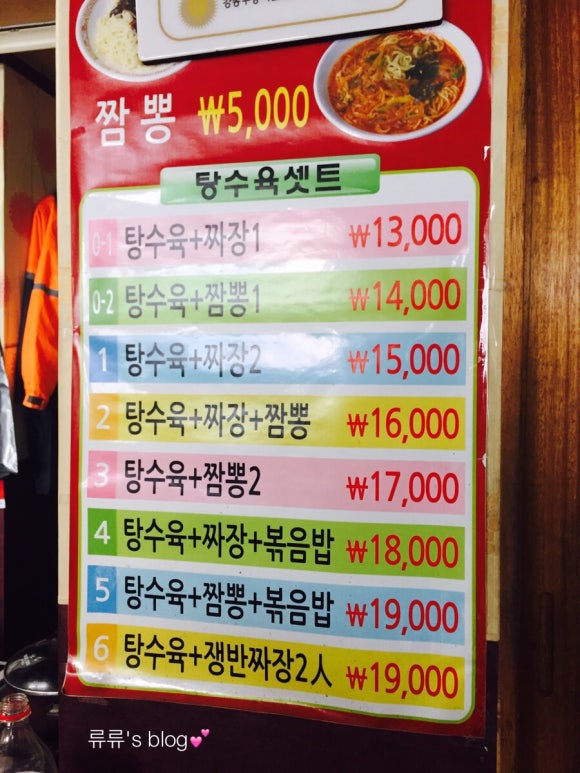 짬뽕 ₩5,000
탕수육셋트
0-1 탕수육+짜장1 ₩13,000
0-2 탕수육+짬뽕1 ₩14,000
1 탕수육+짜장2 ₩15,000
2 탕수육+짜장+짬뽕 ₩16,000
3 탕수육+짬뽕2 ₩17,000
4 탕수육+짜장+볶음밥 ₩18,000
5 탕수육+짬뽕+볶음밥 ₩19,000
6 탕수육+쟁반짜장2人 ₩19,000
류류's blog💕